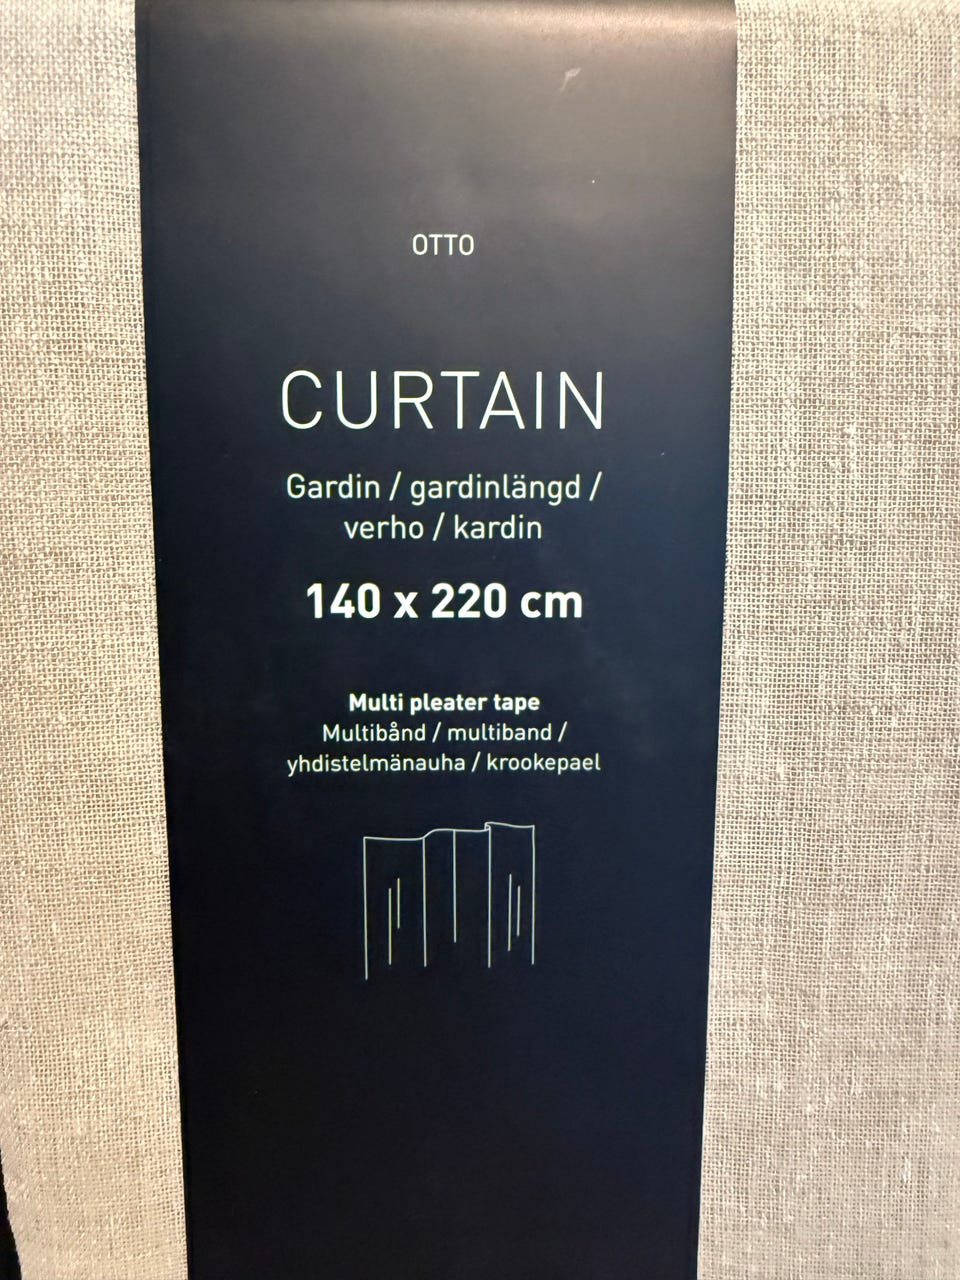 OTTO
CURTAIN
Gardin / gardinlängd /
verho / kardin
140 x 220 cm
Multi pleater tape
Multibånd / multiband /
yhdistelmänauha / krookepael